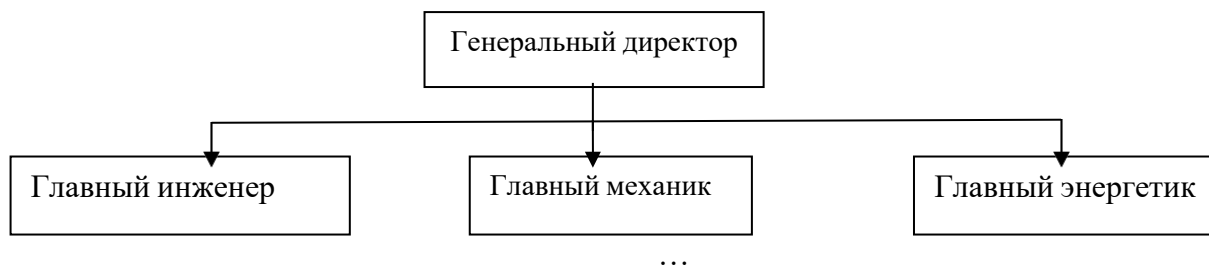 Генеральный директор
Главный инженер
Главный механик
Главный энергетик
…